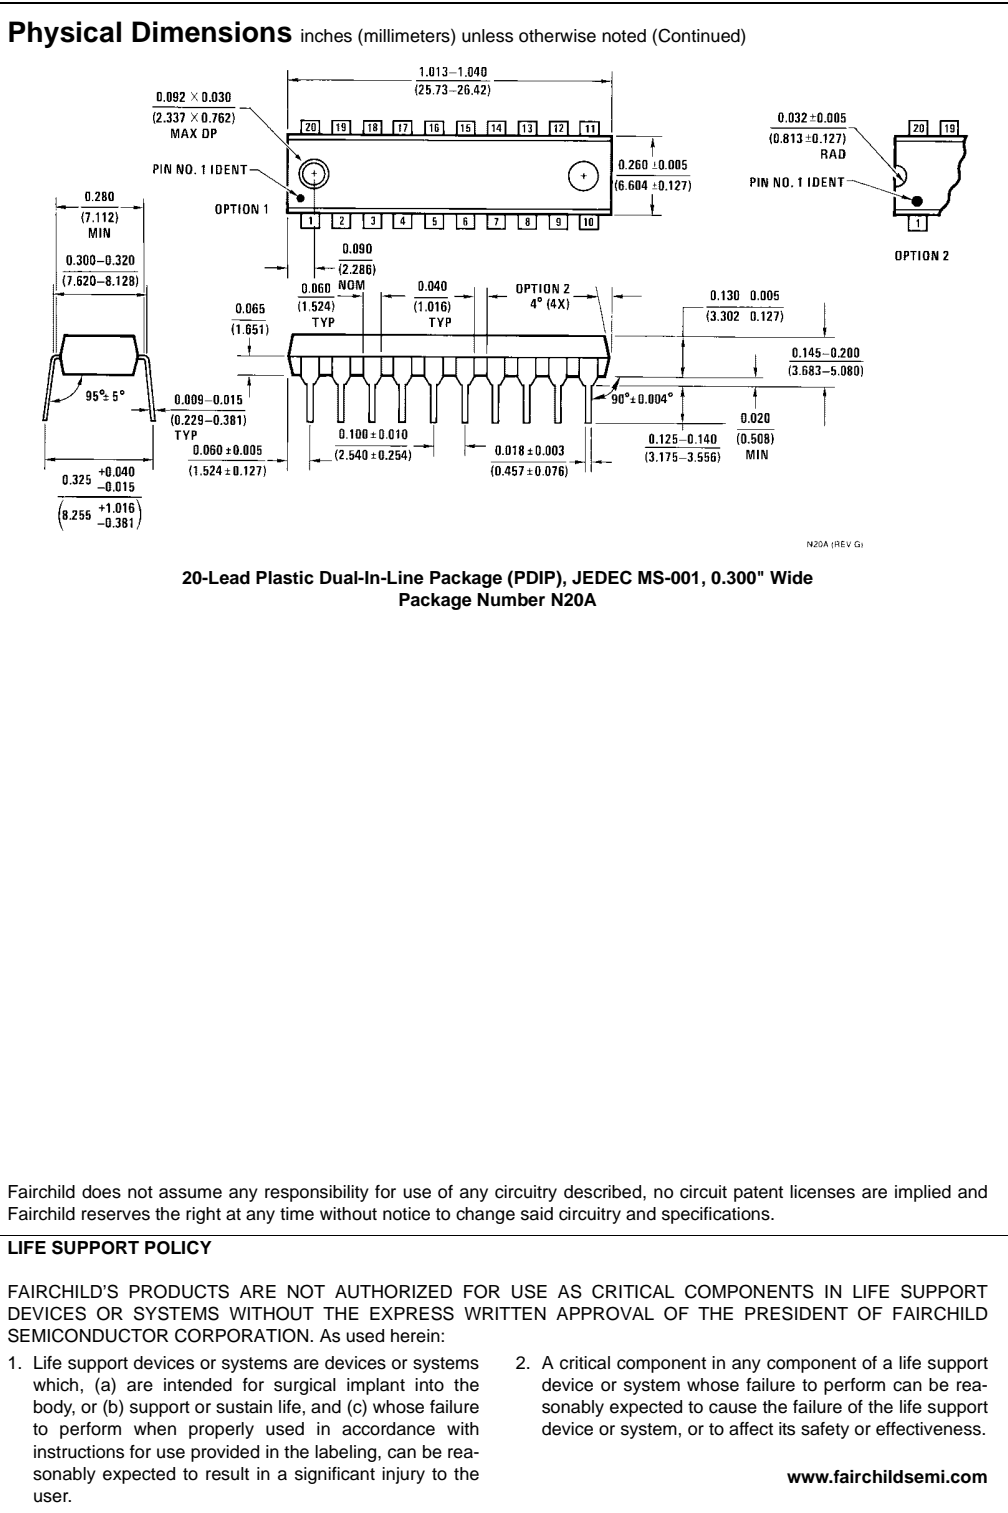 Physical Dimensions inches (millimeters) unless otherwise noted (Continued)
1.013–1.040
(25.73–26.42)
0.092 × 0.030
(2.337 × 0.762)
MAX DP
20 19 18 17 16 15 14 13 12 11
PIN NO. 1 IDENT
OPTION 1
1 2 3 4 5 6 7 8 9 10
0.260 ±0.005
(6.604 ±0.127)
0.032 ±0.005
(0.813 ±0.127)
RAD
20 19
PIN NO. 1 IDENT
1
OPTION 2
0.280
(7.112)
MIN
0.300–0.320
(7.620–8.128)
0.090
(2.286)
NOM
0.060
(1.524)
TYP
0.040
(1.016)
TYP
OPTION 2
4° (4X)
0.065
(1.651)
0.130 0.005
(3.302 0.127)
0.145–0.200
(3.683–5.080)
95°± 5°
0.009–0.015
(0.229–0.381)
TYP
90°± 0.004°
0.020
(0.508)
MIN
0.125–0.140
(3.175–3.556)
0.100 ± 0.010
(2.540 ± 0.254)
0.018 ± 0.003
(0.457 ± 0.076)
0.060 ± 0.005
(1.524 ± 0.127)
0.325 +0.040
–0.015
(8.255 +1.016
–0.381)
N20A (REV G)
20-Lead Plastic Dual-In-Line Package (PDIP), JEDEC MS-001, 0.300" Wide
Package Number N20A
Fairchild does not assume any responsibility for use of any circuitry described, no circuit patent licenses are implied and
Fairchild reserves the right at any time without notice to change said circuitry and specifications.
LIFE SUPPORT POLICY
FAIRCHILD'S PRODUCTS ARE NOT AUTHORIZED FOR USE AS CRITICAL COMPONENTS IN LIFE SUPPORT
DEVICES OR SYSTEMS WITHOUT THE EXPRESS WRITTEN APPROVAL OF THE PRESIDENT OF FAIRCHILD
SEMICONDUCTOR CORPORATION. As used herein:
1. Life support devices or systems are devices or systems
which, (a) are intended for surgical implant into the
body, or (b) support or sustain life, and (c) whose failure
to perform when properly used in accordance with
instructions for use provided in the labeling, can be rea-
sonably expected to result in a significant injury to the
user.
2. A critical component in any component of a life support
device or system whose failure to perform can be rea-
sonably expected to cause the failure of the life support
device or system, or to affect its safety or effectiveness.
www.fairchildsemi.com